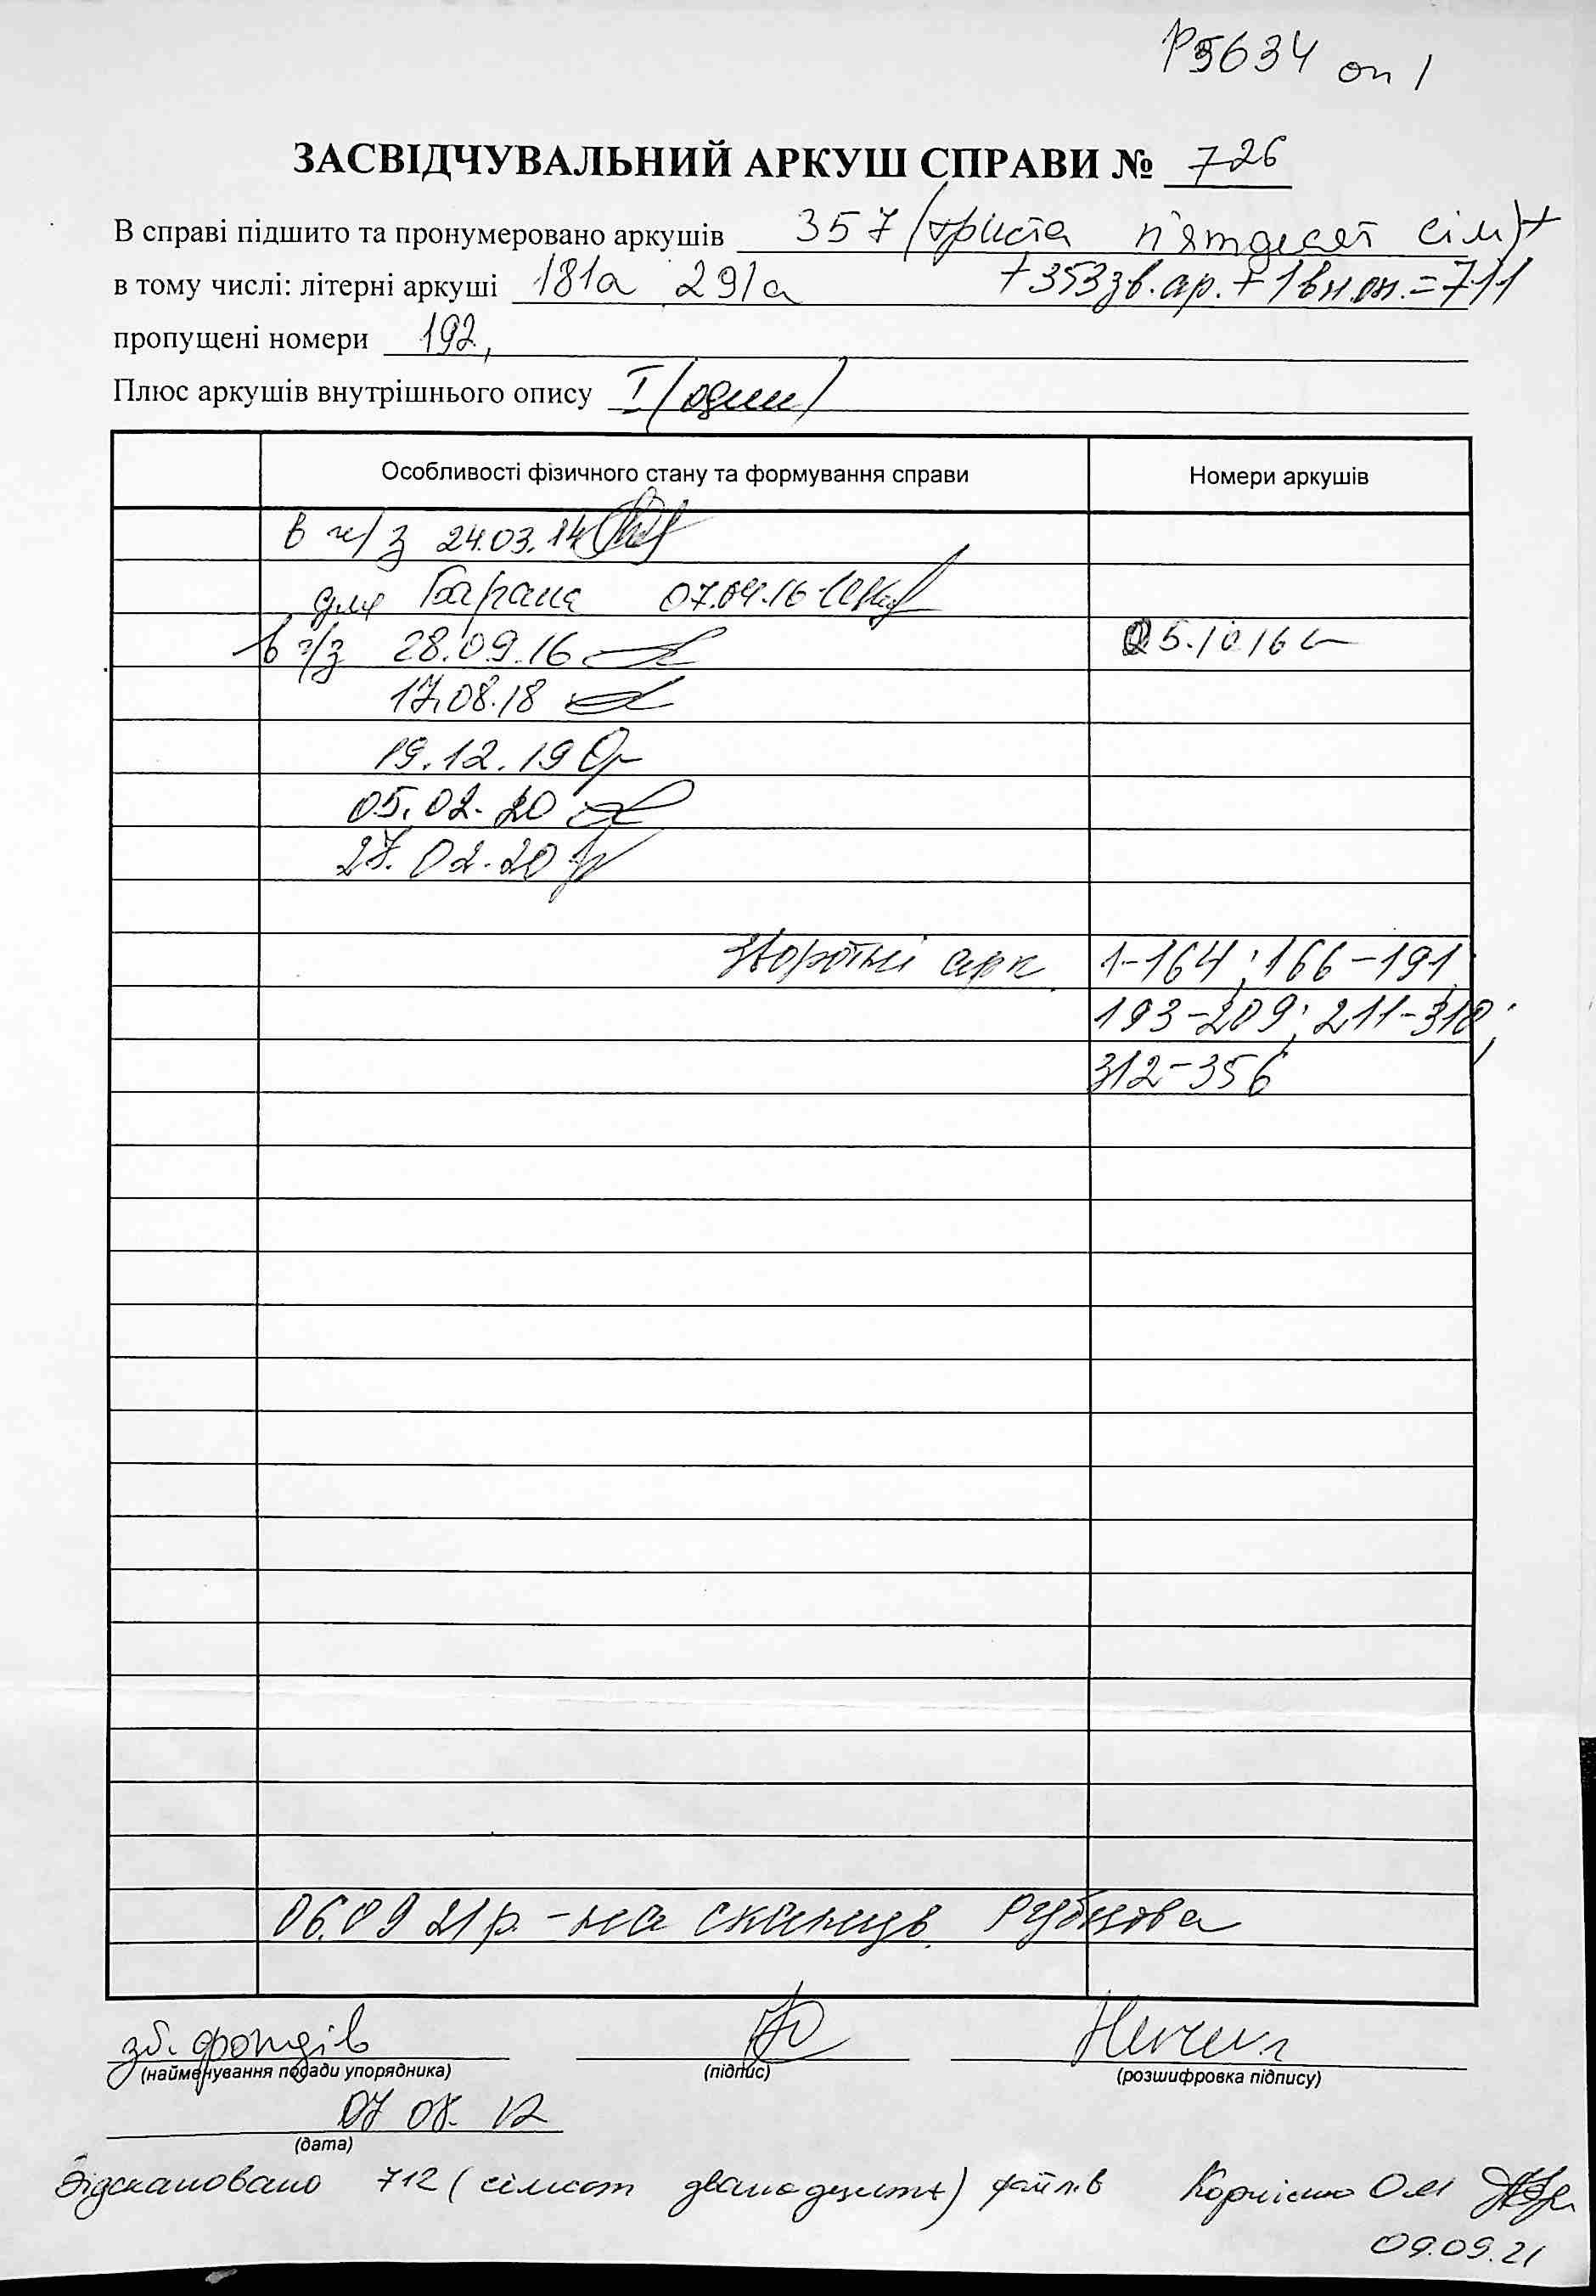 Р5634 оп 1
ЗАСВІДЧУВАЛЬНИЙ АРКУШ СПРАВИ № 726
В справі підшито та пронумеровано аркушів 357 (триста п'ятдесят сім) +
в тому числі: літерні аркуші 181а 291а + 353 зв. ар. + 1 вн. оп. = 711
пропущені номери 192,
Плюс аркушів внутрішнього опису I (один)
Особливості фізичного стану та формування справи Номери аркушів
в ч/з 24.03.14
для Барана 07.04.16
в ч/з 28.09.16 05.10 16
17.08.18
19.12.19
05.02.20
27.02.20
зворотні арк. 1-164; 166-191,
193-209; 211-310;
312-356
06.09 21 р. - на сканув. Рубцова
зб. фондів
(найменування посади упорядника) (підпис) (розшифровка підпису)
07 08. 12
(дата)
Відскановано 712 (сімсот дванадцять) файлів Корнієнко О М
09.09.21